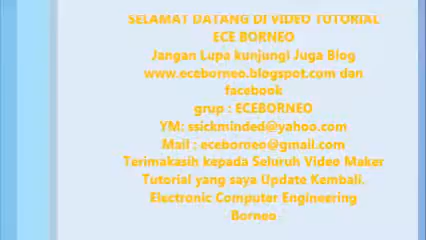 SELAMAT DATANG DI VIDEO TUTORIAL
ECE BORNEO
Jangan Lupa kunjungi Juga Blog
www.eceborneo.blogspot.com dan
facebook
grup : ECEBORNEO
YM: ssickminded@yahoo.com
Mail : eceborneo@gmail.com
Terimakasih kepada Seluruh Video Maker
Tutorial yang saya Update Kembali.
Electronic Computer Engineering
Borneo